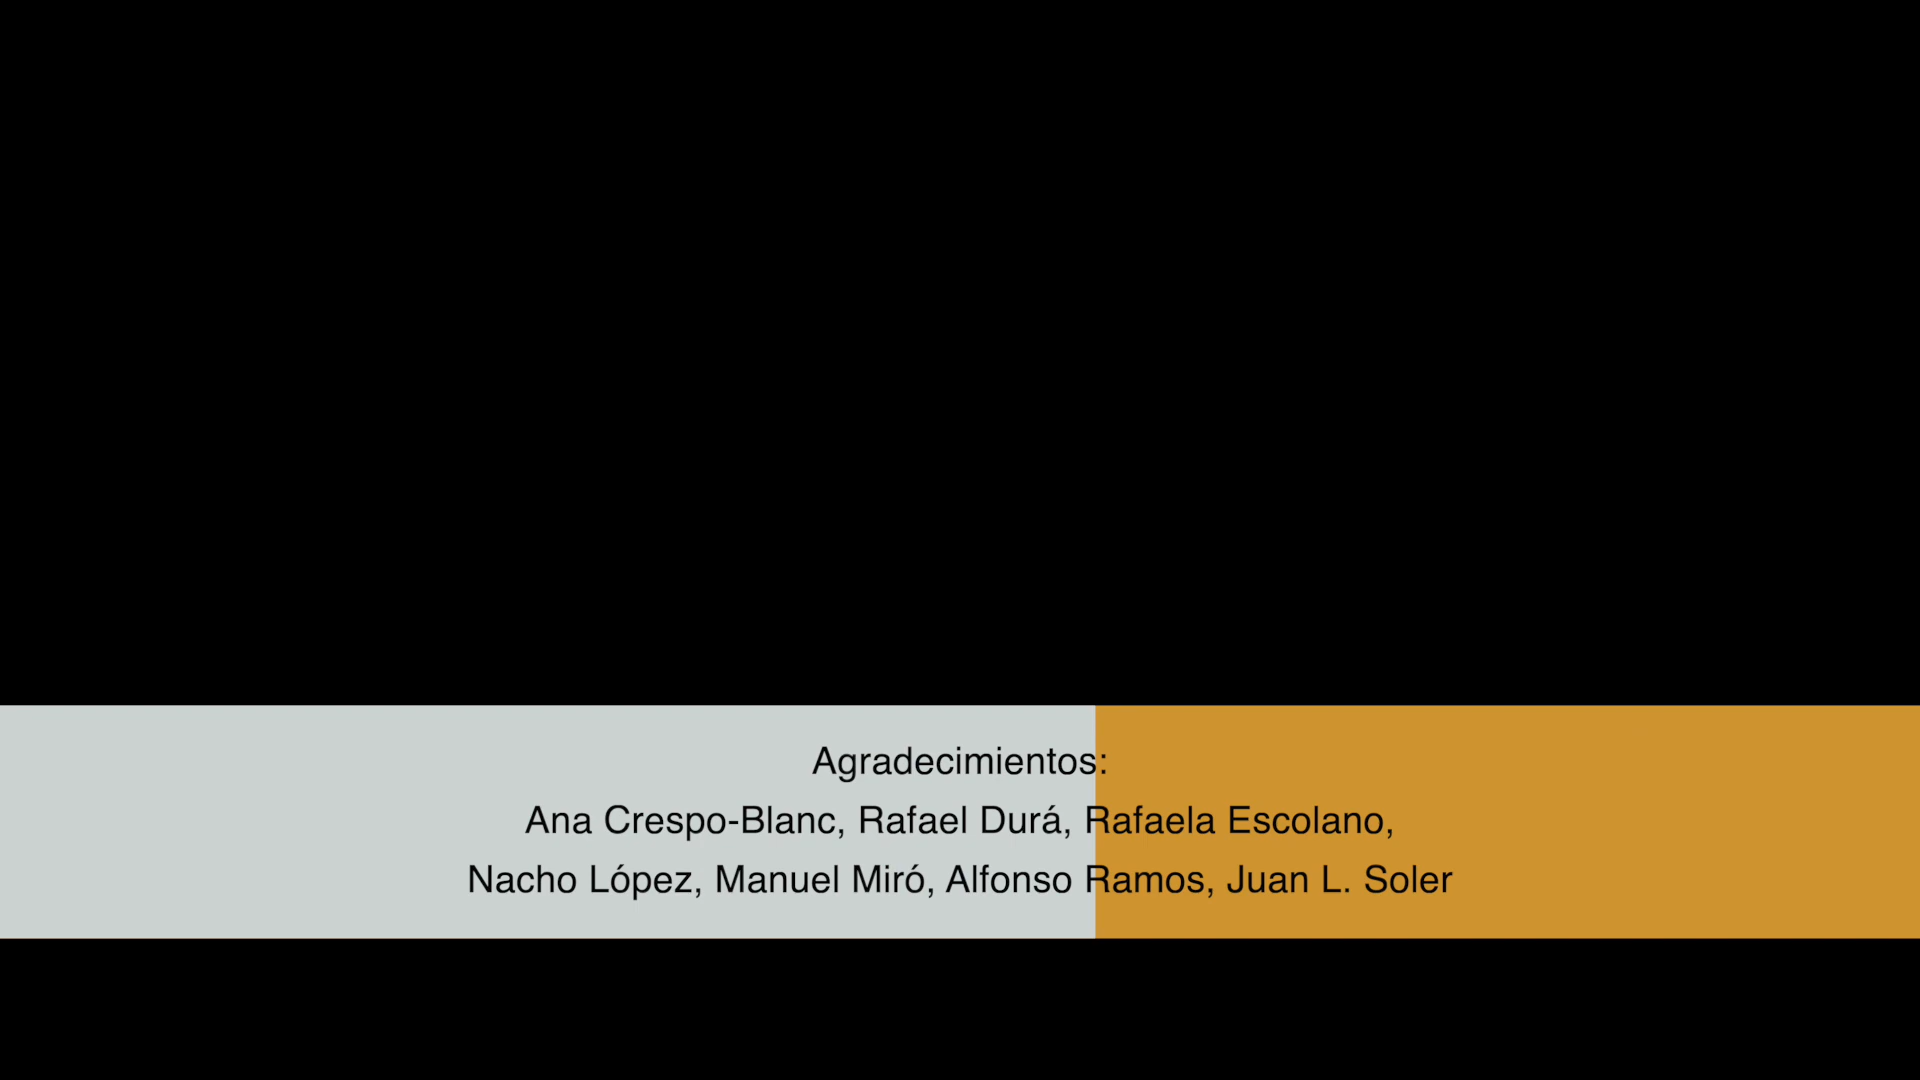 Agradecimientos:
Ana Crespo-Blanc, Rafael Durá, Rafaela Escolano,
Nacho López, Manuel Miró, Alfonso Ramos, Juan L. Soler